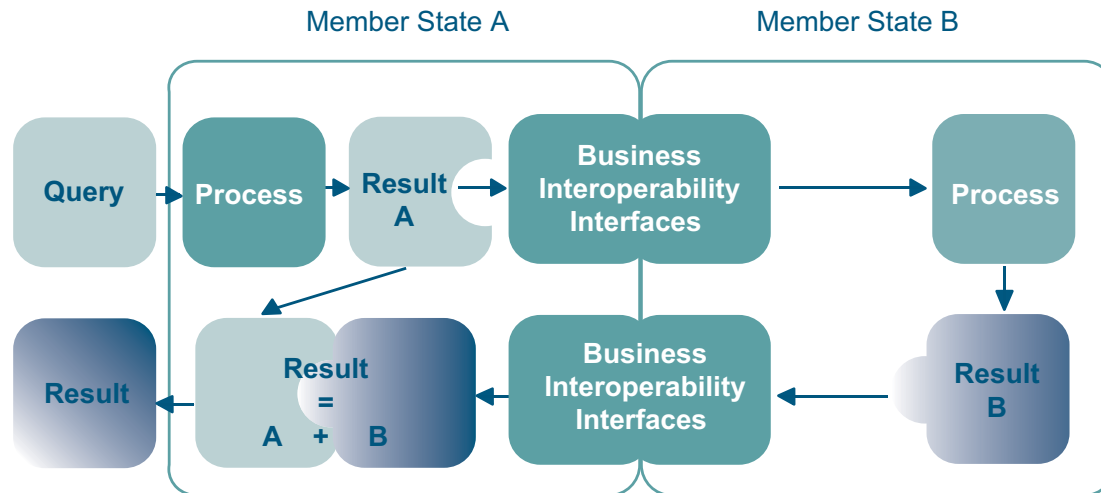 Member State A
Member State B
Query
Process
Result
A
Business
Interoperability
Interfaces
Process
Result
Result
=
A + B
Business
Interoperability
Interfaces
Result
B